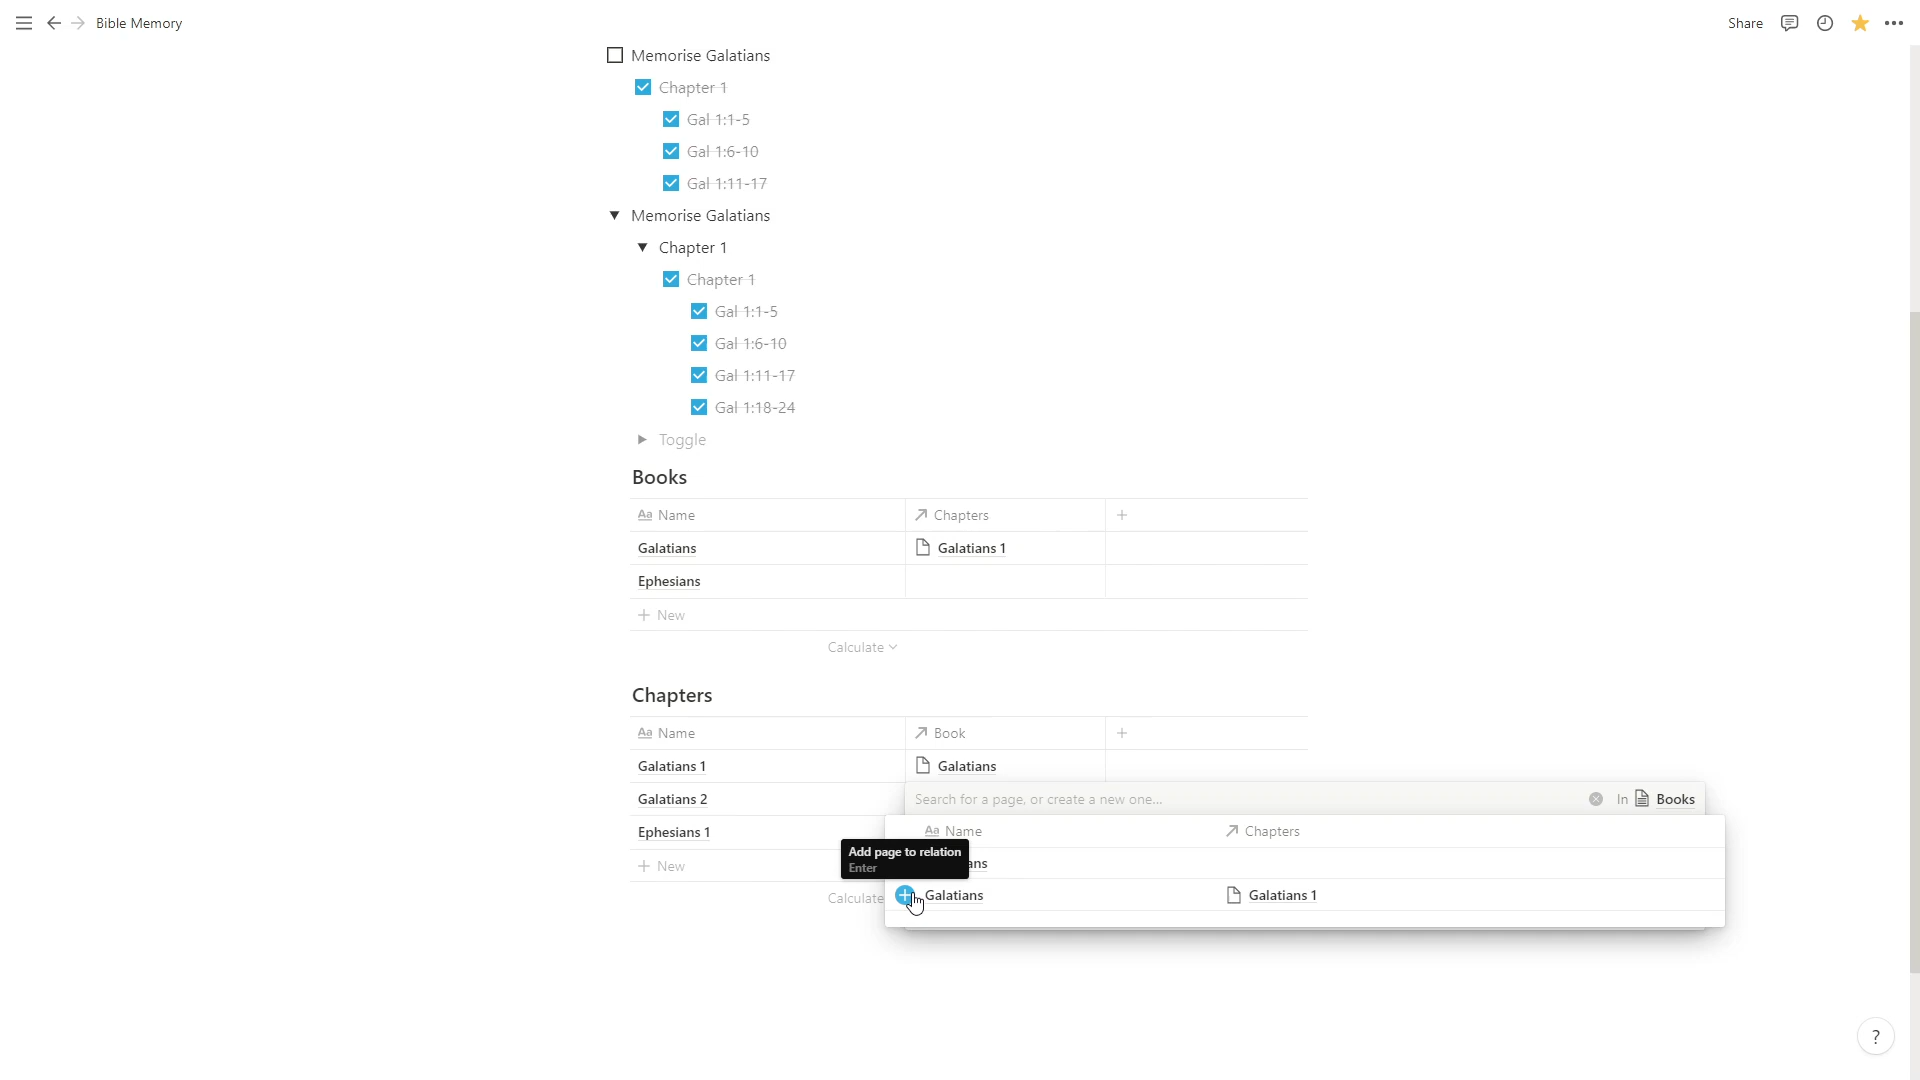 Bible Memory
Share
Memorise Galatians
Chapter 1
Gal 1:1-5
Gal 1:6-10
Gal 1:11-17
Memorise Galatians
Chapter 1
Chapter 1
Gal 1:1-5
Gal 1:6-10
Gal 1:11-17
Gal 1:18-24
Toggle
Books
Aa Name Chapters
Galatians Galatians 1
Ephesians
New
Calculate
Chapters
Aa Name Book
Galatians 1 Galatians
Galatians 2
Search for a page, or create a new one... In Books
Aa Name Chapters
Ephesians 1
Add page to relation
Enter
ans
New
Calculate
Galatians Galatians 1
?